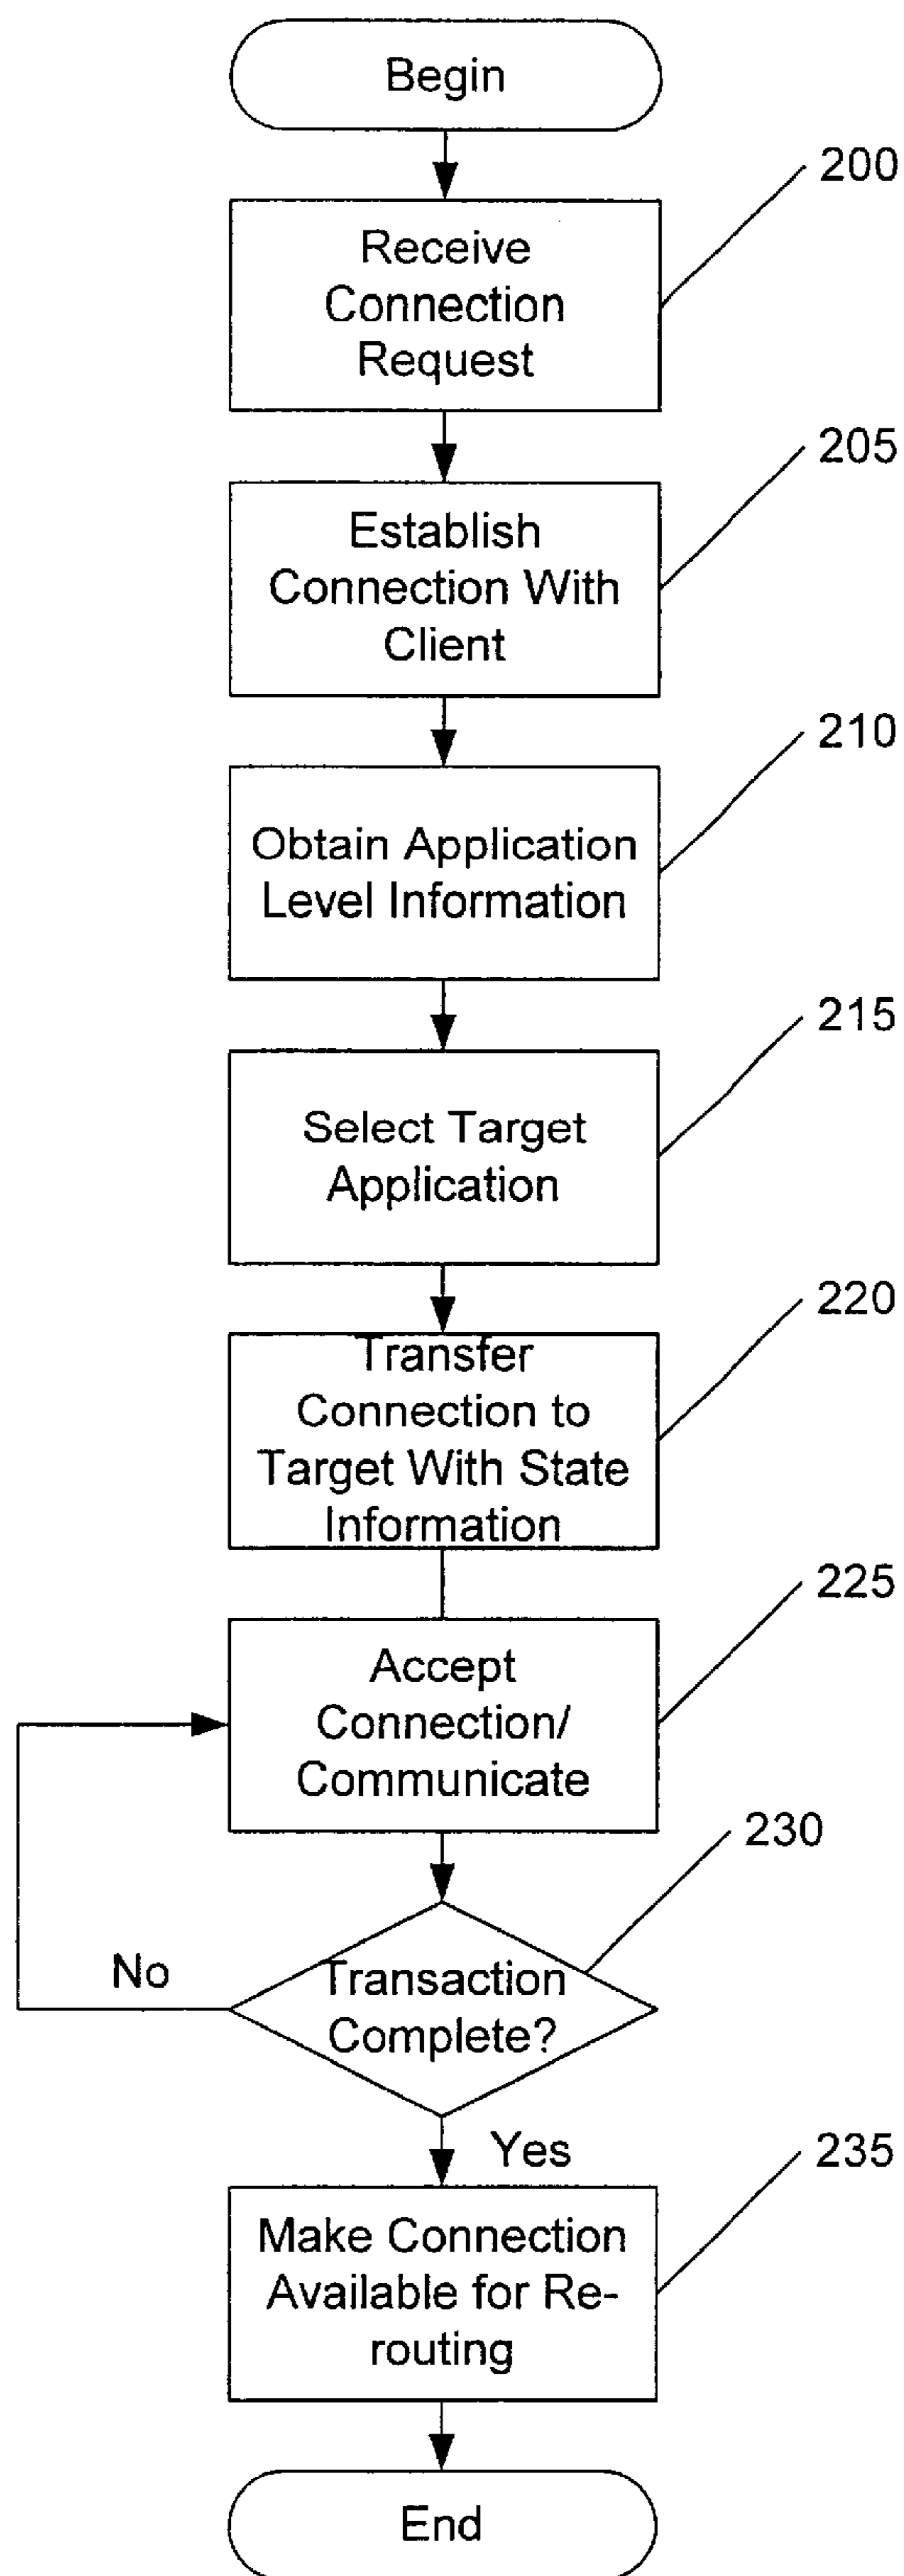 Begin
200
Receive
Connection
Request
205
Establish
Connection With
Client
210
Obtain Application
Level Information
215
Select Target
Application
220
Transfer
Connection to
Target With State
Information
225
Accept
Connection/
Communicate
230
No
Transaction
Complete?
Yes
235
Make Connection
Available for Re-
routing
End